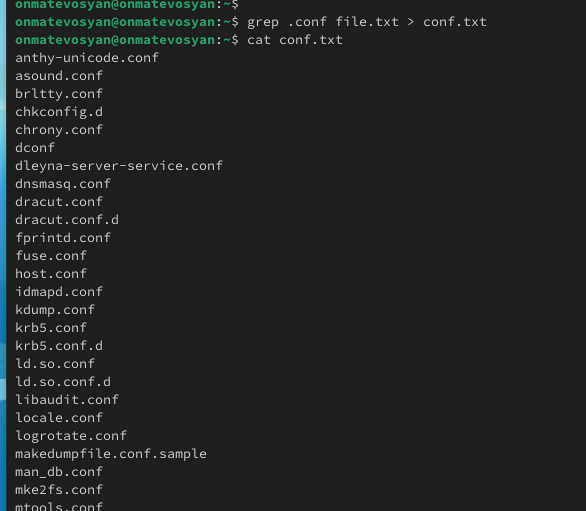 onmatevosyan@onmatevosyan:~$
onmatevosyan@onmatevosyan:~$ grep .conf file.txt > conf.txt
onmatevosyan@onmatevosyan:~$ cat conf.txt
anthy-unicode.conf
asound.conf
brltty.conf
chkconfig.d
chrony.conf
dconf
dleyna-server-service.conf
dnsmasq.conf
dracut.conf
dracut.conf.d
fprintd.conf
fuse.conf
host.conf
idmapd.conf
kdump.conf
krb5.conf
krb5.conf.d
ld.so.conf
ld.so.conf.d
libaudit.conf
locale.conf
logrotate.conf
makedumpfile.conf.sample
man_db.conf
mke2fs.conf
mtools.conf